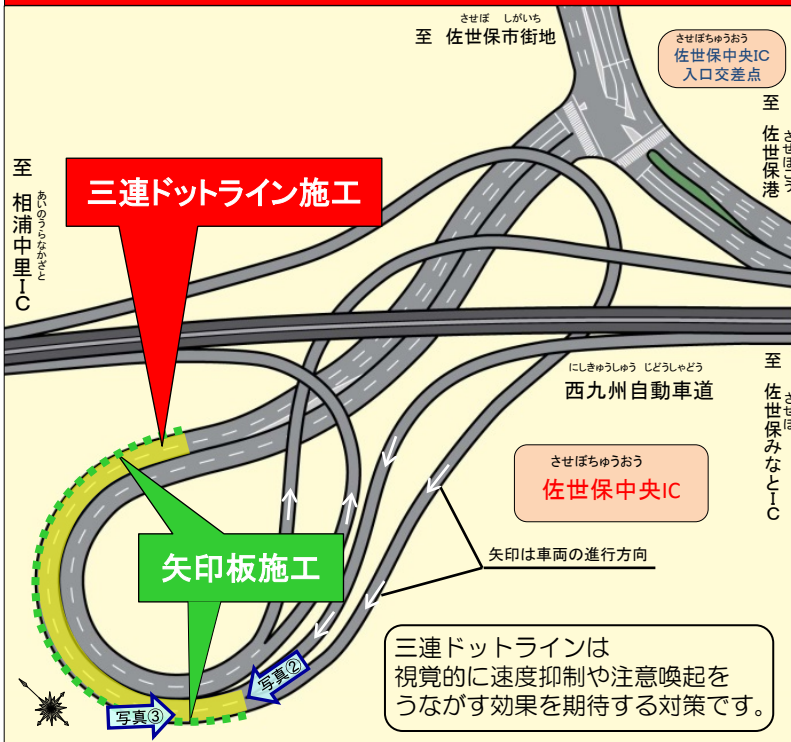 させぼ しがいち
至 佐世保市街地
させぼちゅうおう
佐世保中央IC
入口交差点
至 佐世保港
させぼこう
至 相浦中里IC
あいのうらなかざと
三連ドットライン施工
にしきゅうしゅう じどうしゃどう
西九州自動車道
至 佐世保みなとIC
させぼ
させぼちゅうおう
佐世保中央IC
矢印板施工
矢印は車両の進行方向
三連ドットラインは
視覚的に速度抑制や注意喚起を
うながす効果を期待する対策です。
写真②
写真③